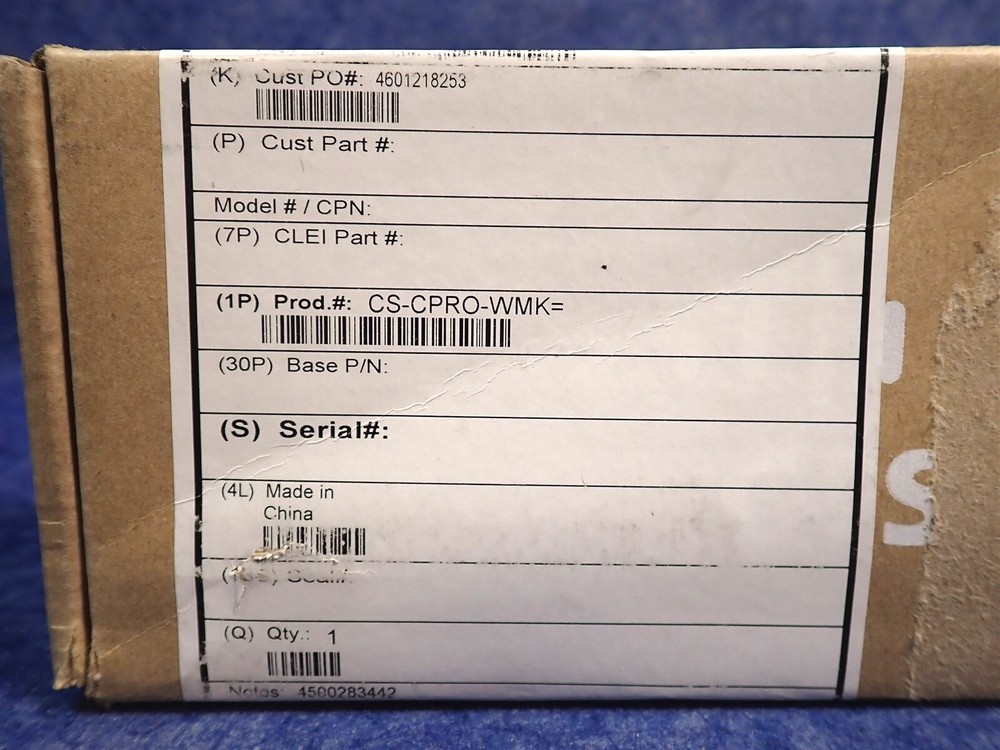 (K) Cust PO#: 4601218253
(P) Cust Part #:
Model # / CPN:
(7P) CLEI Part #:
(1P) Prod.#: CS-CPRO-WMK=
(30P) Base P/N:
(S) Serial#:
(4L) Made in
China
Seal#:
(Q) Qty.: 1
Notes: 4500283442
S